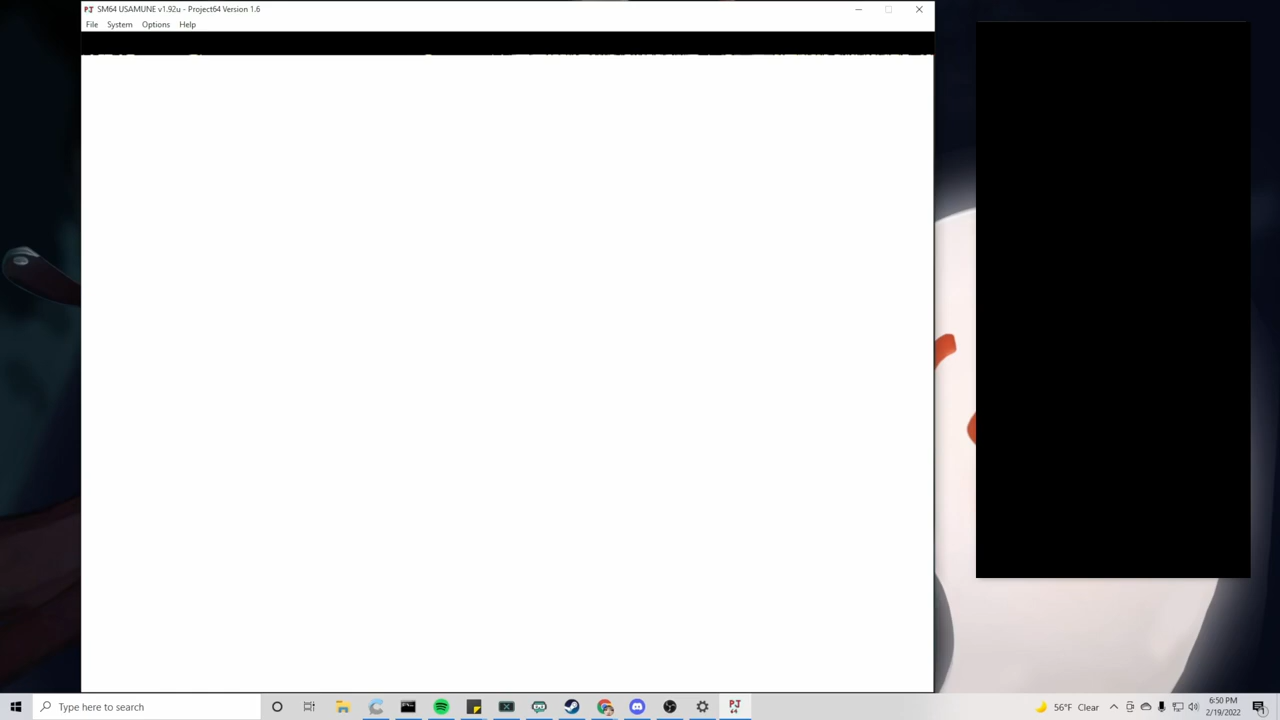 SM64 USAMUNE v1.92u - Project64 Version 1.6
File System Options Help
Type here to search
56°F Clear
6:50 PM
2/19/2022